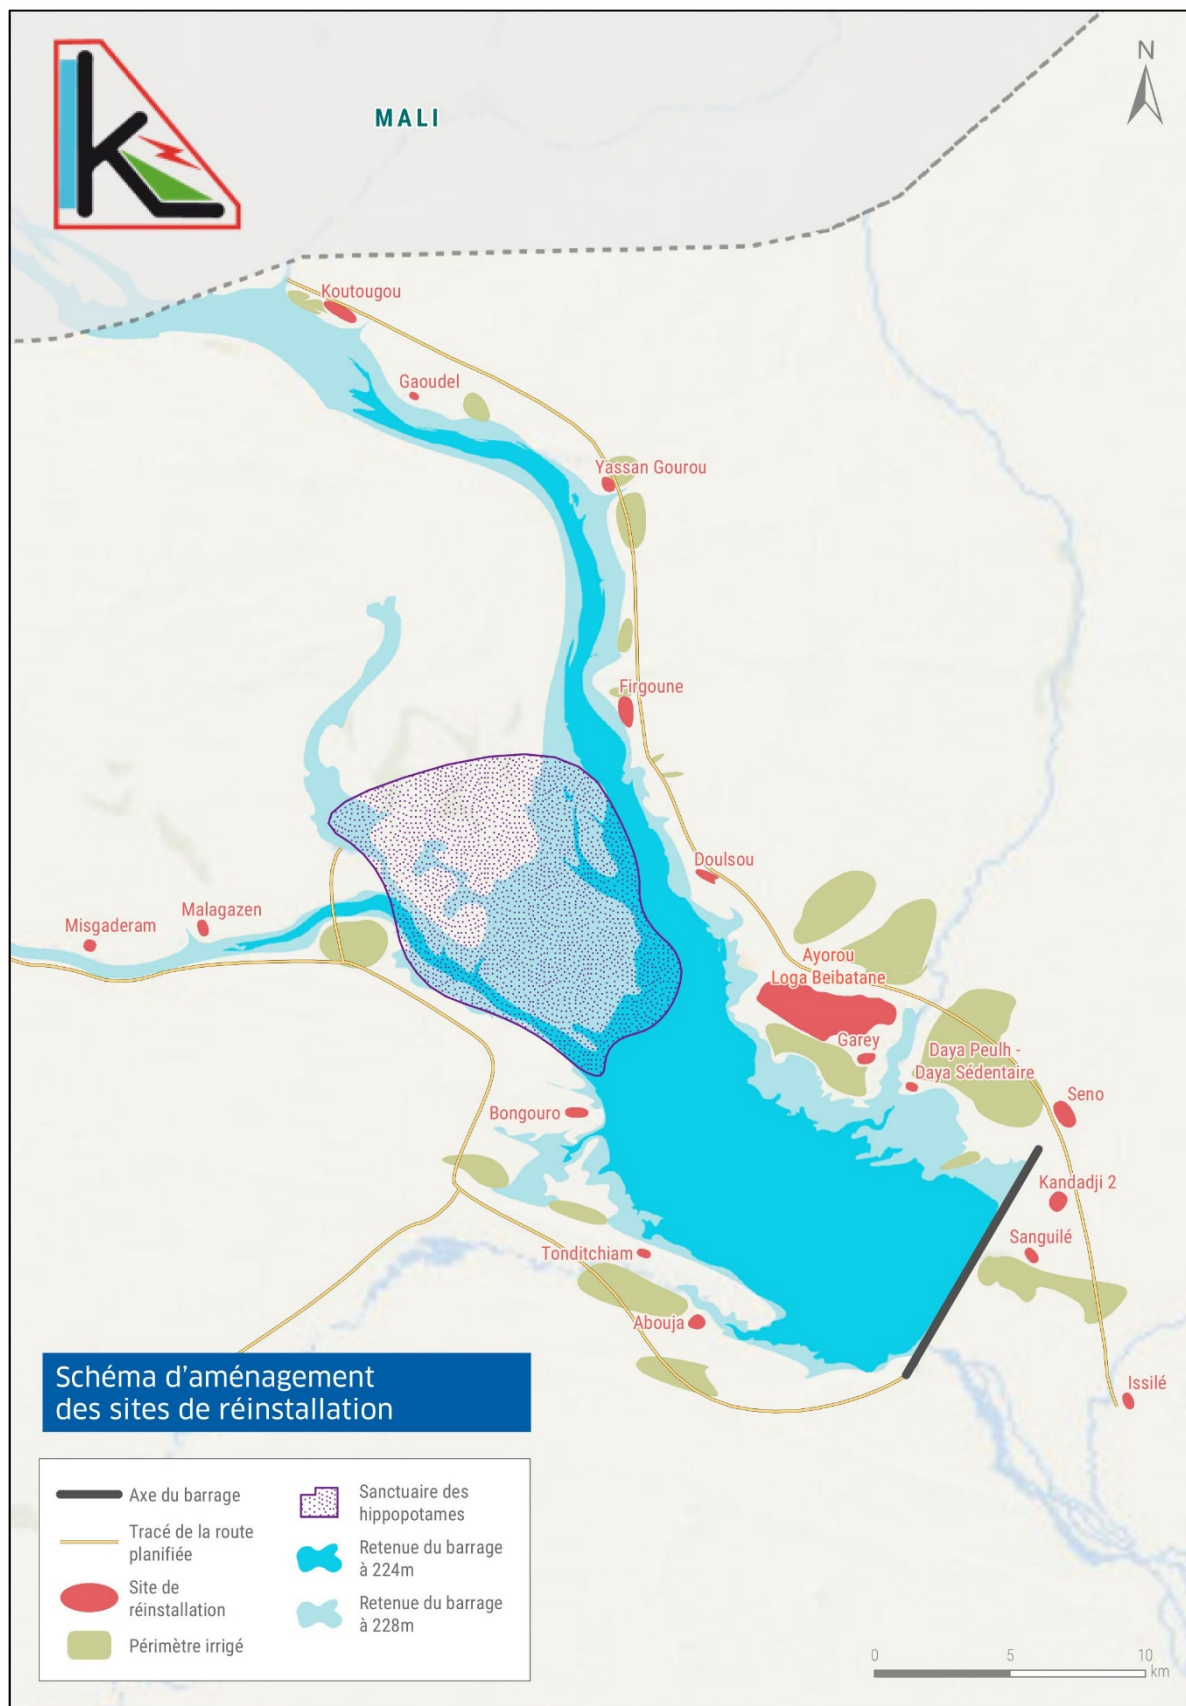 N
MALI
Koutougou
Gaoudel
Yassan Gourou
Firgoune
Doulsou
Malagazen
Misgaderam
Ayorou
Loga Beibatane
Garey
Daya Peulh -
Daya Sédentaire
Seno
Bongouro
Kandadji 2
Sanguilé
Tonditchiam
Abouja
Issilé
Schéma d'aménagement
des sites de réinstallation
Axe du barrage
Tracé de la route
planifiée
Site de
réinstallation
Périmètre irrigé
Sanctuaire des
hippopotames
Retenue du barrage
à 224m
Retenue du barrage
à 228m
0 5 10
km